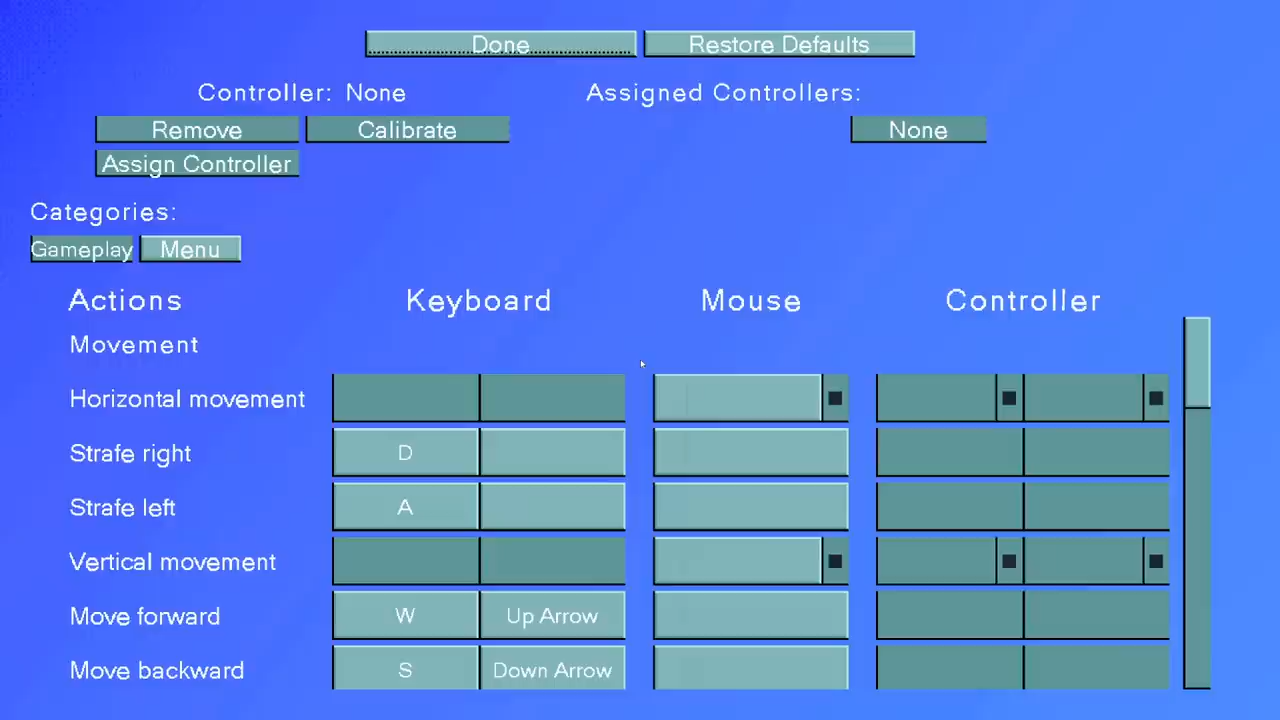 Done Restore Defaults
Controller: None Assigned Controllers:
Remove Calibrate None
Assign Controller
Categories:
Gameplay Menu
Actions Keyboard Mouse Controller
Movement
Horizontal movement
Strafe right D
Strafe left A
Vertical movement
Move forward W Up Arrow
Move backward S Down Arrow